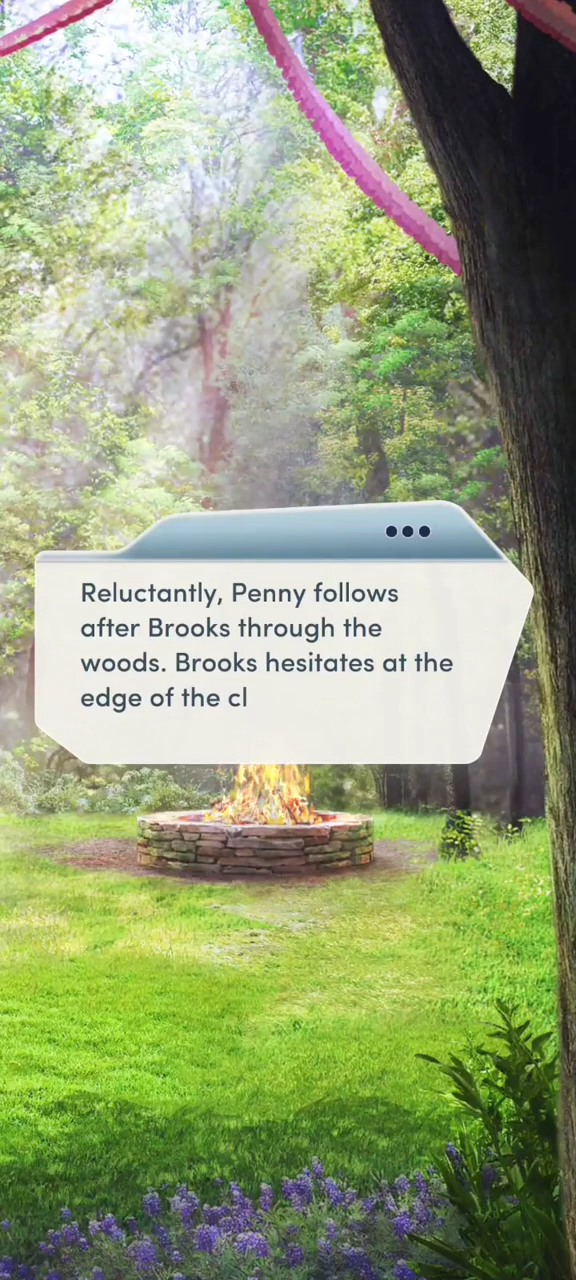 Reluctantly, Penny follows
after Brooks through the
woods. Brooks hesitates at the
edge of the cl